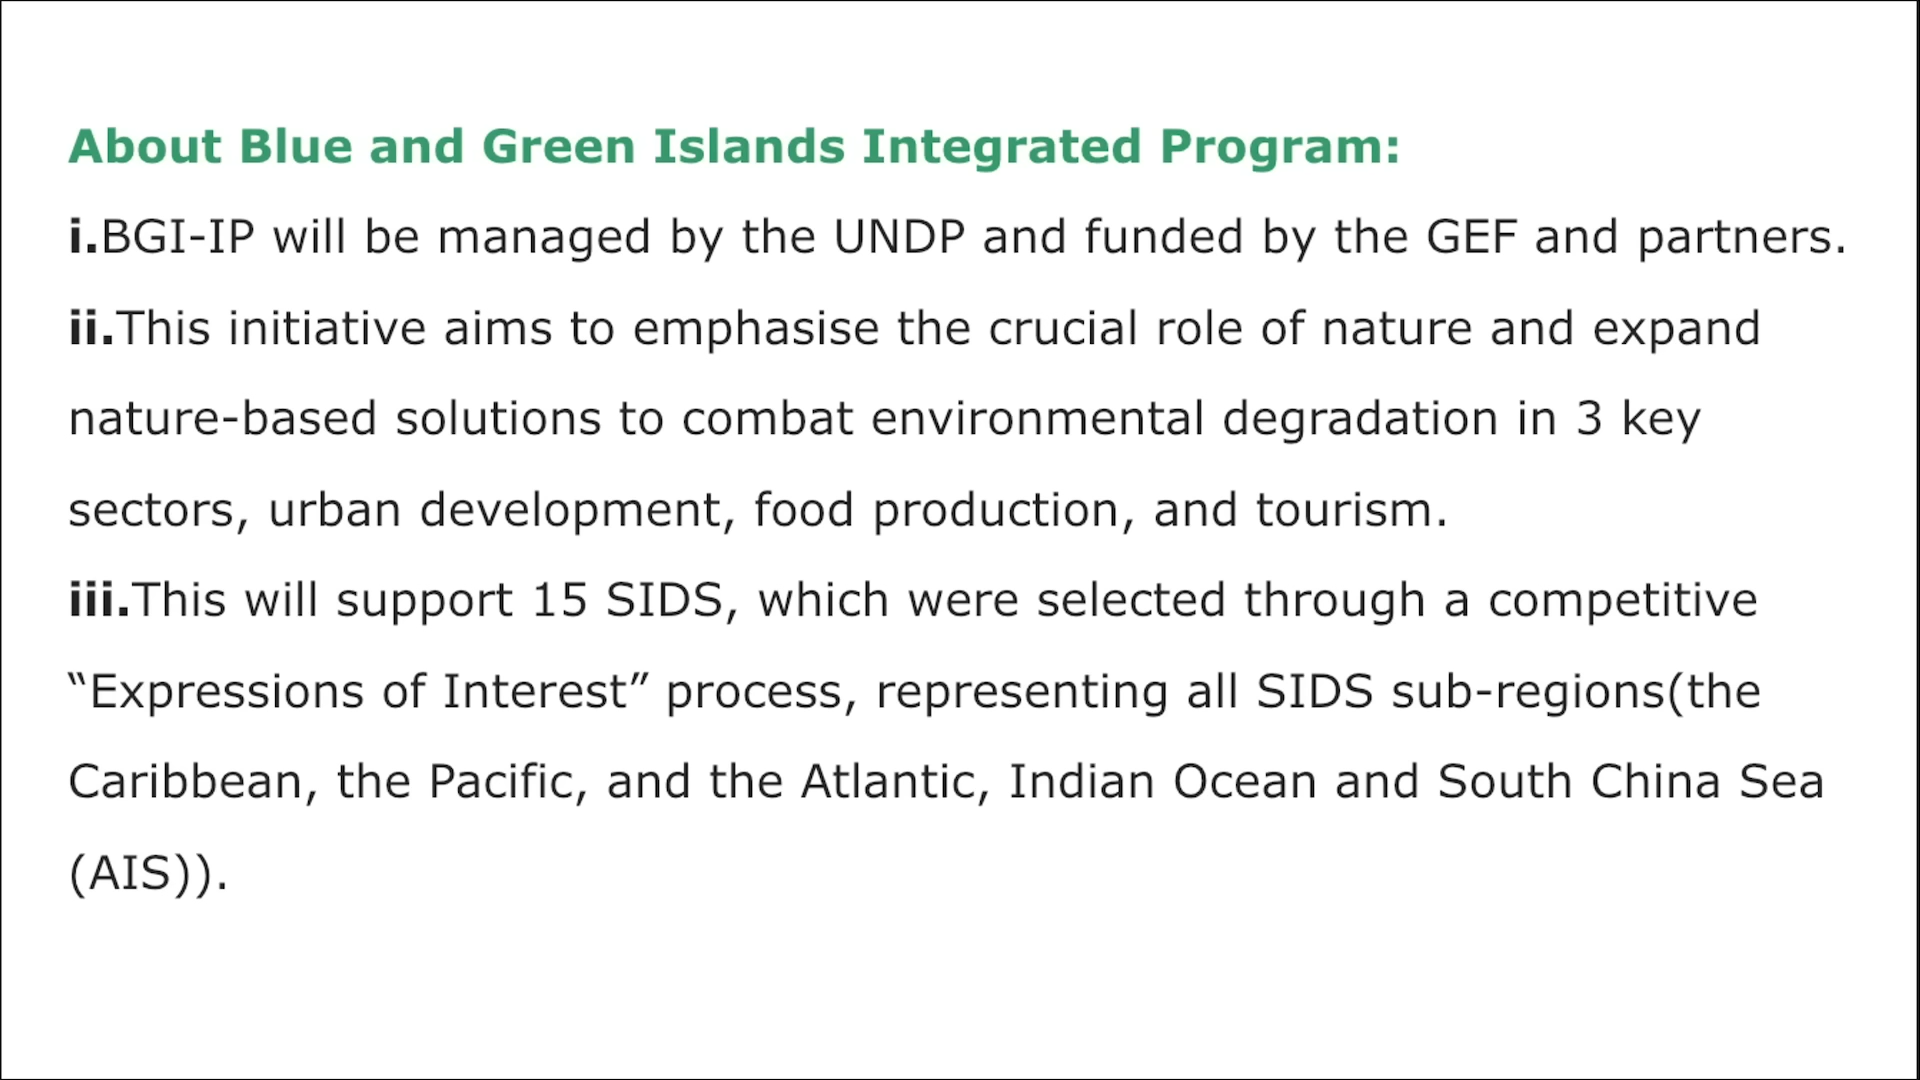 About Blue and Green Islands Integrated Program:
i.BGI-IP will be managed by the UNDP and funded by the GEF and partners.
ii.This initiative aims to emphasise the crucial role of nature and expand
nature-based solutions to combat environmental degradation in 3 key
sectors, urban development, food production, and tourism.
iii.This will support 15 SIDS, which were selected through a competitive
“Expressions of Interest” process, representing all SIDS sub-regions(the
Caribbean, the Pacific, and the Atlantic, Indian Ocean and South China Sea
(AIS)).